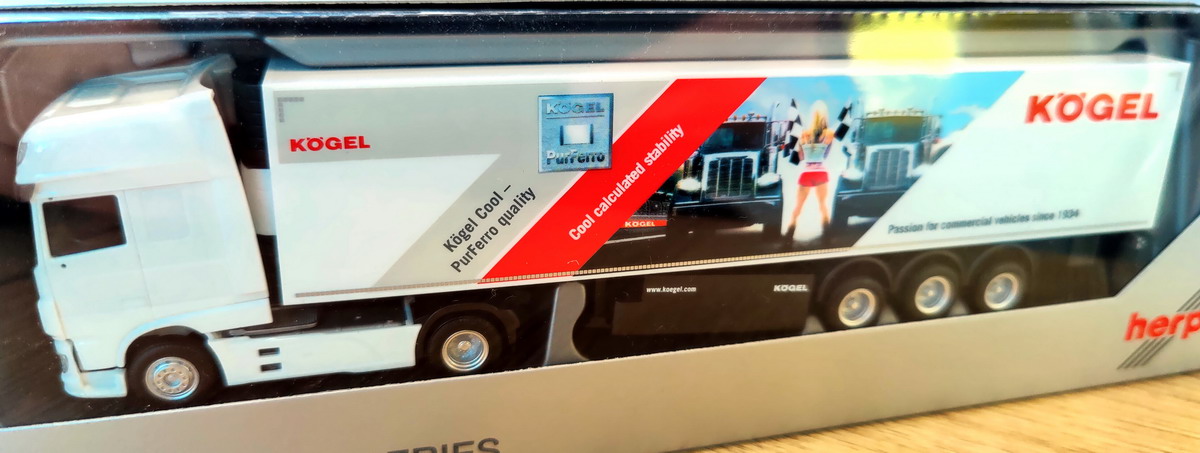 KÖGEL
KÖGEL
PurFerro
Kögel Cool –
PurFerro quality
Cool calculated stability
KÖGEL
KÖGEL
Passion for commercial vehicles since 1934
www.koegel.com
KÖGEL
herp